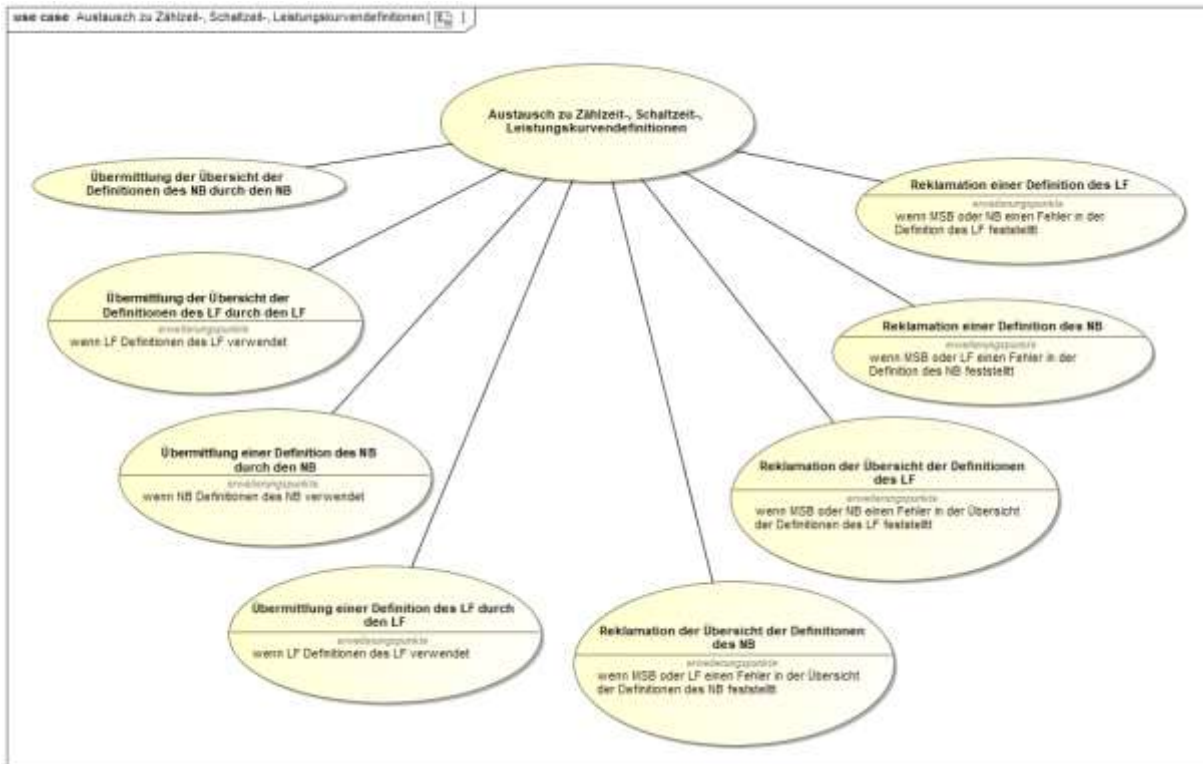 use case Austausch zu Zählzeit-, Schaltzeit-, Leistungskurvendefinitionen [ ]
Austausch zu Zählzeit-, Schaltzeit-,
Leistungskurvendefinitionen
Übermittlung der Übersicht der
Definitionen des NB durch den NB
Übermittlung der Übersicht der
Definitionen des LF durch den LF
erweiterungspunkte
wenn LF Definitionen des LF verwendet
Übermittlung einer Definition des NB
durch den NB
erweiterungspunkte
wenn NB Definitionen des NB verwendet
Übermittlung einer Definition des LF durch
den LF
erweiterungspunkte
wenn LF Definitionen des LF verwendet
Reklamation der Übersicht der Definitionen
des NB
erweiterungspunkte
wenn MSB oder LF einen Fehler in der Übersicht
der Definitionen des NB feststellt
Reklamation der Übersicht der Definitionen
des LF
erweiterungspunkte
wenn MSB oder NB einen Fehler in der Übersicht
der Definitionen des LF feststellt
Reklamation einer Definition des NB
erweiterungspunkte
wenn MSB oder LF einen Fehler in der
Definition des NB feststellt
Reklamation einer Definition des LF
erweiterungspunkte
wenn MSB oder NB einen Fehler in der
Definition des LF feststellt